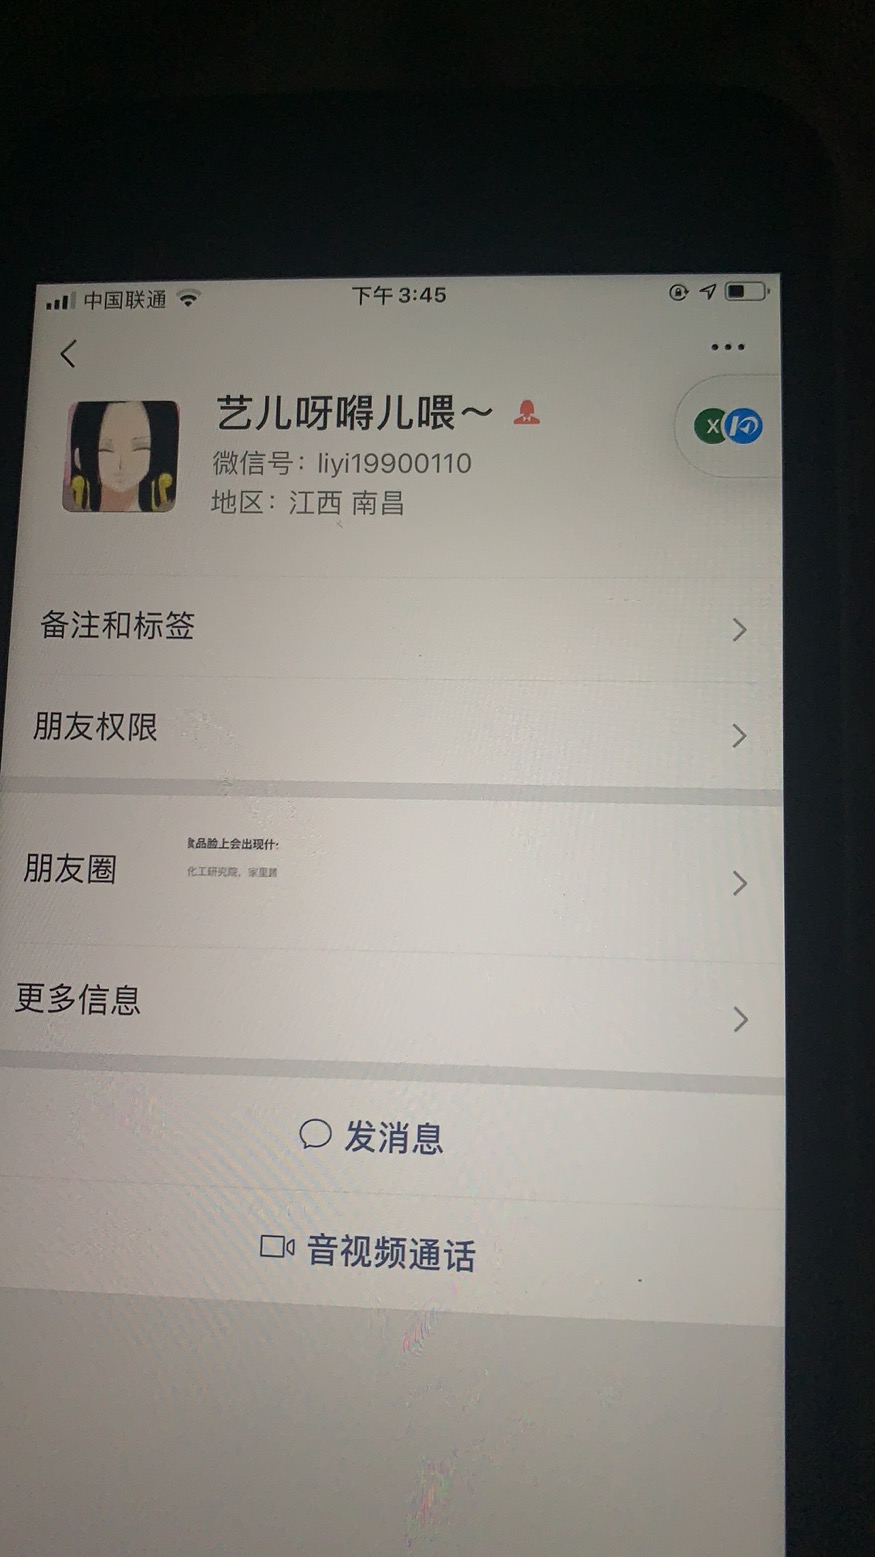 中国联通
下午3:45
艺儿呀嘚儿喂～
微信号：liyi19900110
地区：江西 南昌
备注和标签
朋友权限
朋友圈
食品脸上会出现什么
化工研究院，家里
更多信息
发消息
音视频通话